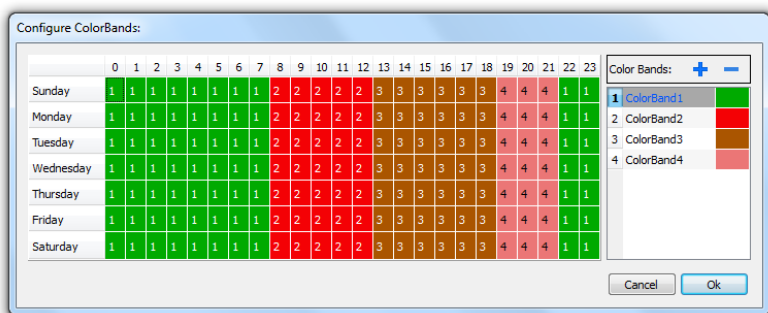 Configure ColorBands:
0 1 2 3 4 5 6 7 8 9 10 11 12 13 14 15 16 17 18 19 20 21 22 23
Color Bands:
Sunday 1 1 1 1 1 1 1 1 2 2 2 2 2 3 3 3 3 3 3 4 4 4 1 1
1 ColorBand1
Monday 1 1 1 1 1 1 1 1 2 2 2 2 2 3 3 3 3 3 3 4 4 4 1 1
2 ColorBand2
Tuesday 1 1 1 1 1 1 1 1 2 2 2 2 2 3 3 3 3 3 3 4 4 4 1 1
3 ColorBand3
Wednesday 1 1 1 1 1 1 1 1 2 2 2 2 2 3 3 3 3 3 3 4 4 4 1 1
4 ColorBand4
Thursday 1 1 1 1 1 1 1 1 2 2 2 2 2 3 3 3 3 3 3 4 4 4 1 1
Friday 1 1 1 1 1 1 1 1 2 2 2 2 2 3 3 3 3 3 3 4 4 4 1 1
Saturday 1 1 1 1 1 1 1 1 2 2 2 2 2 3 3 3 3 3 3 4 4 4 1 1
Cancel Ok